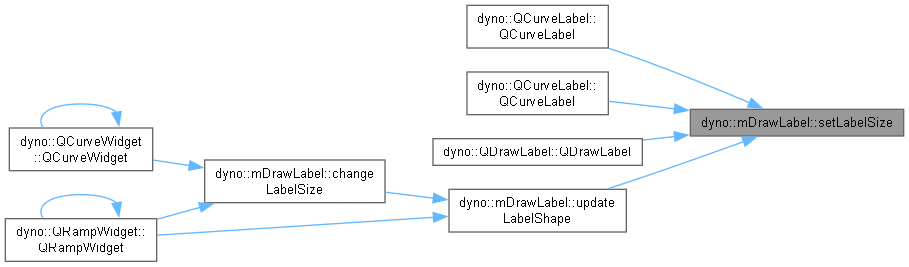 dyno::QCurveLabel::
QCurveLabel
dyno::QCurveLabel::
QCurveLabel
dyno::mDrawLabel::setLabelSize
dyno::QCurveWidget
::QCurveWidget
dyno::QDrawLabel::QDrawLabel
dyno::mDrawLabel::change
LabelSize
dyno::mDrawLabel::update
LabelShape
dyno::QRampWidget::
QRampWidget